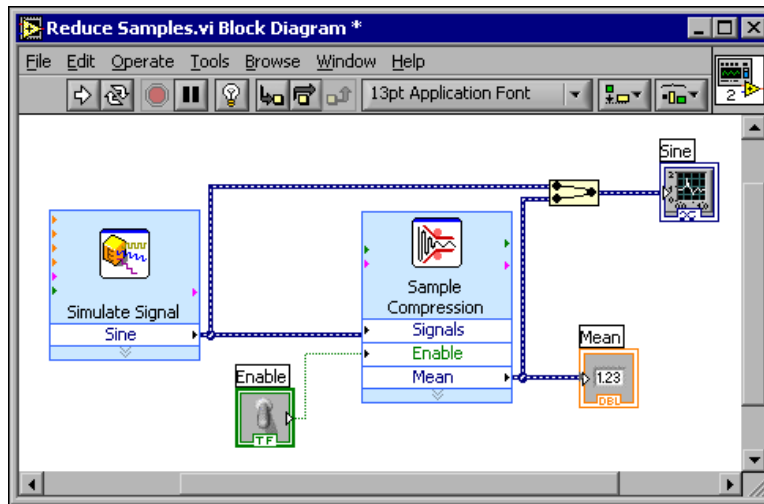 Reduce Samples.vi Block Diagram *
File Edit Operate Tools Browse Window Help
13pt Application Font
2
Sine
Simulate Signal
Sine
Sample
Compression
Signals
Enable
Mean
Enable
TF
Mean
1.23
DBL